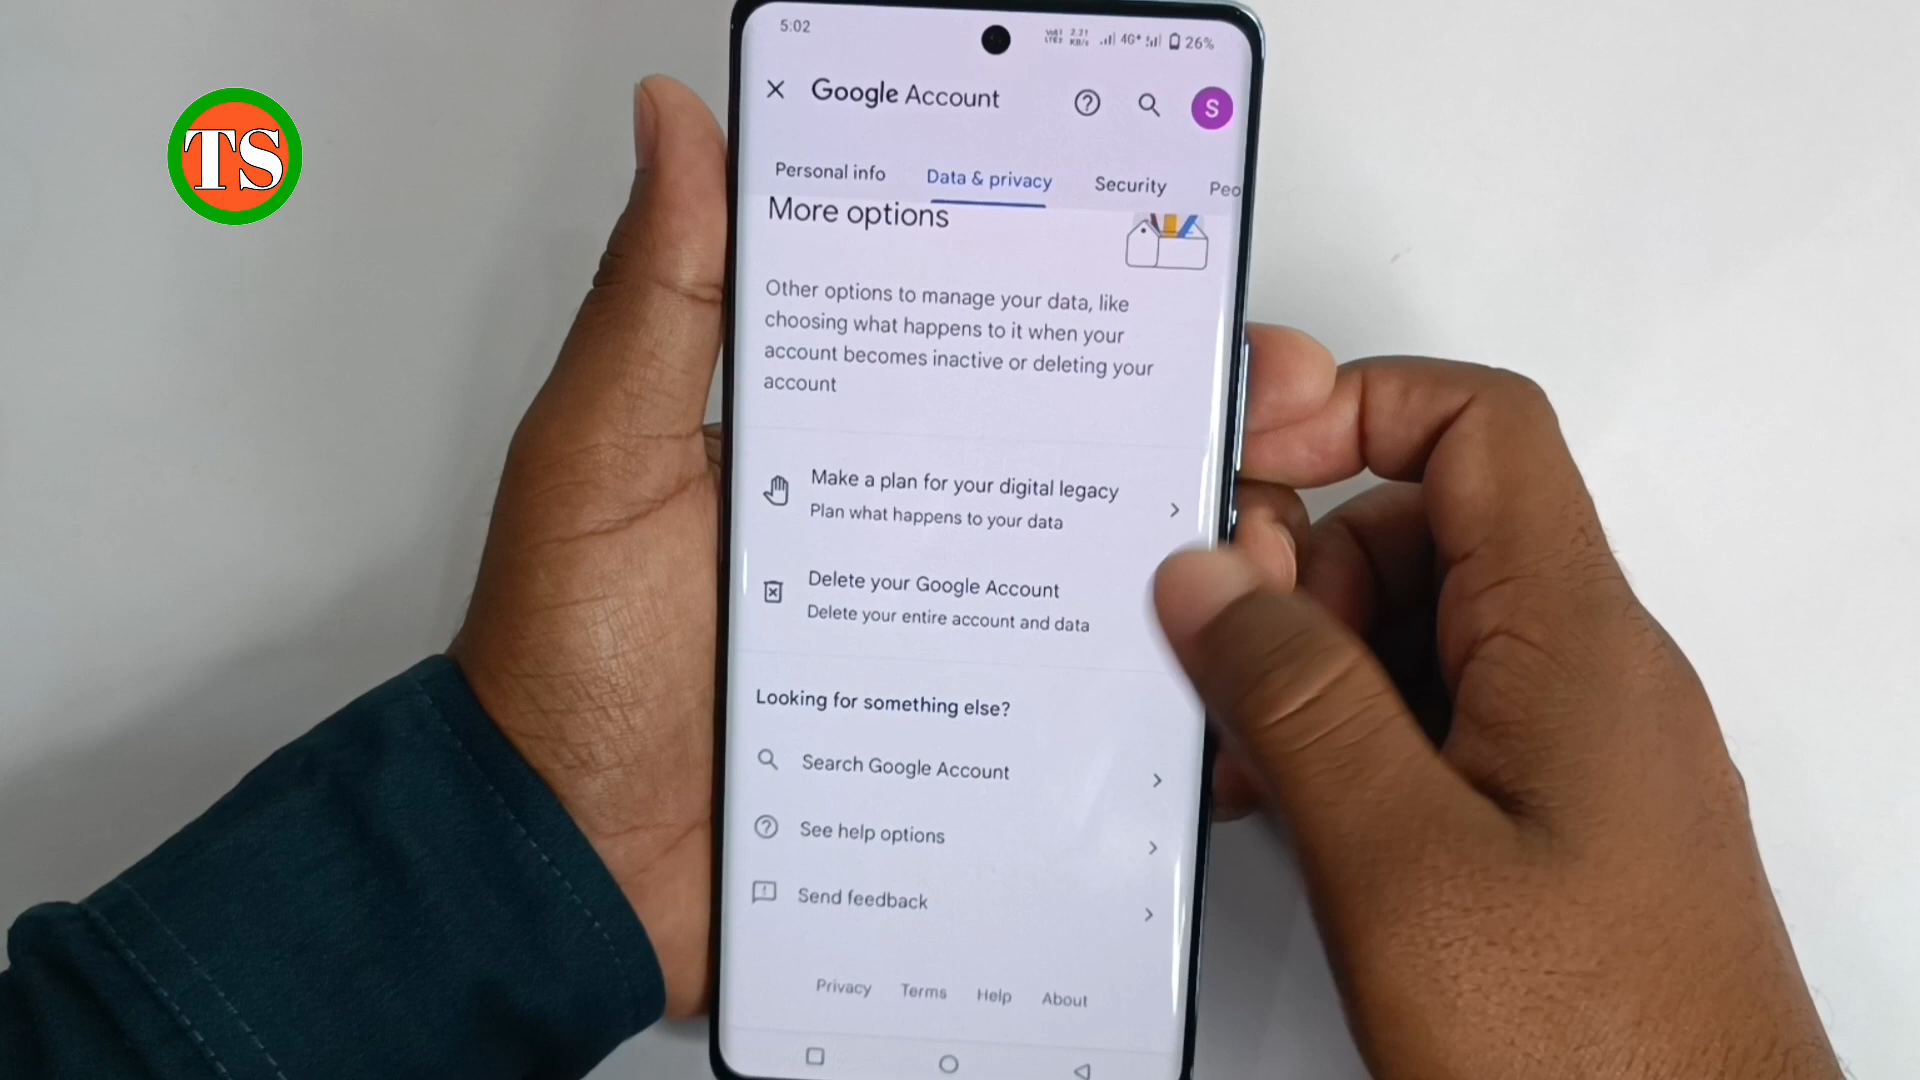 5:02
4G+ 26%
TS
Google Account
S
Personal info Data & privacy Security Peo
More options
Other options to manage your data, like
choosing what happens to it when your
account becomes inactive or deleting your
account
Make a plan for your digital legacy
Plan what happens to your data
Delete your Google Account
Delete your entire account and data
Looking for something else?
Search Google Account
See help options
Send feedback
Privacy Terms Help About